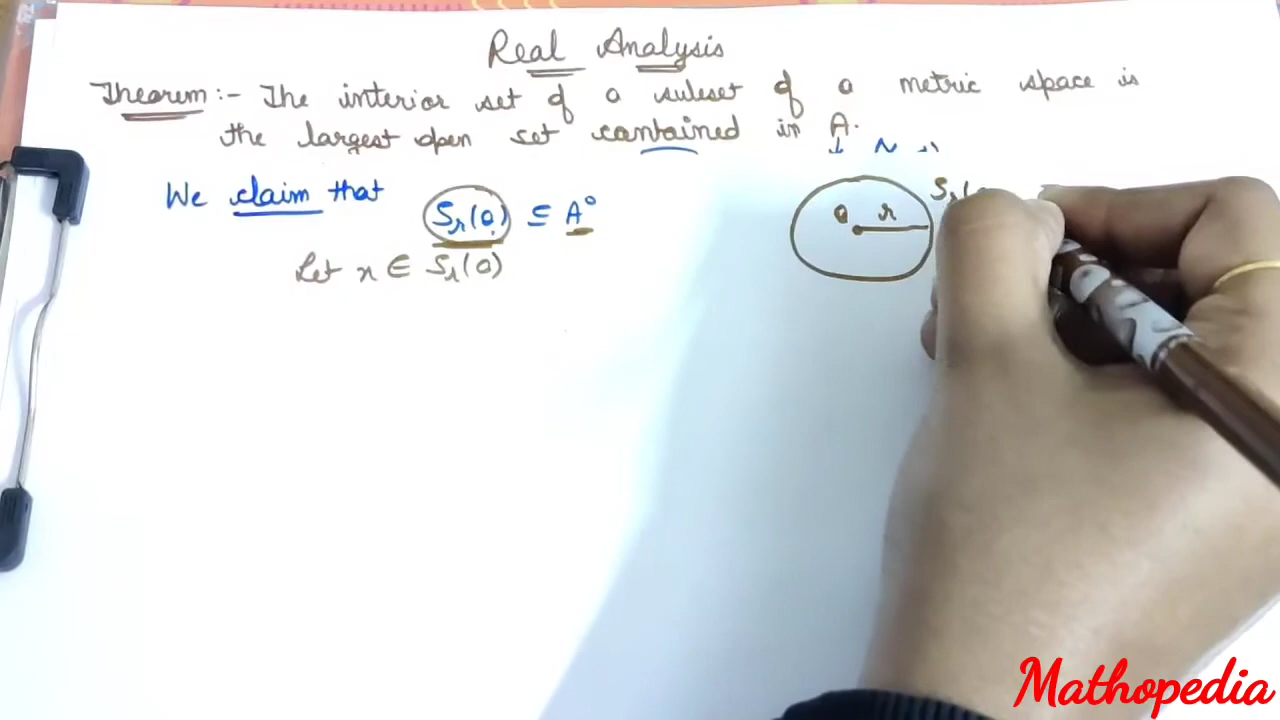 Real Analysis
Theorem :- The interior set of a subset of a metric space is
the largest open set contained in A.
We claim that Sr(a) ⊆ A°
Let x ∈ Sr(a)
a r
Mathopedia